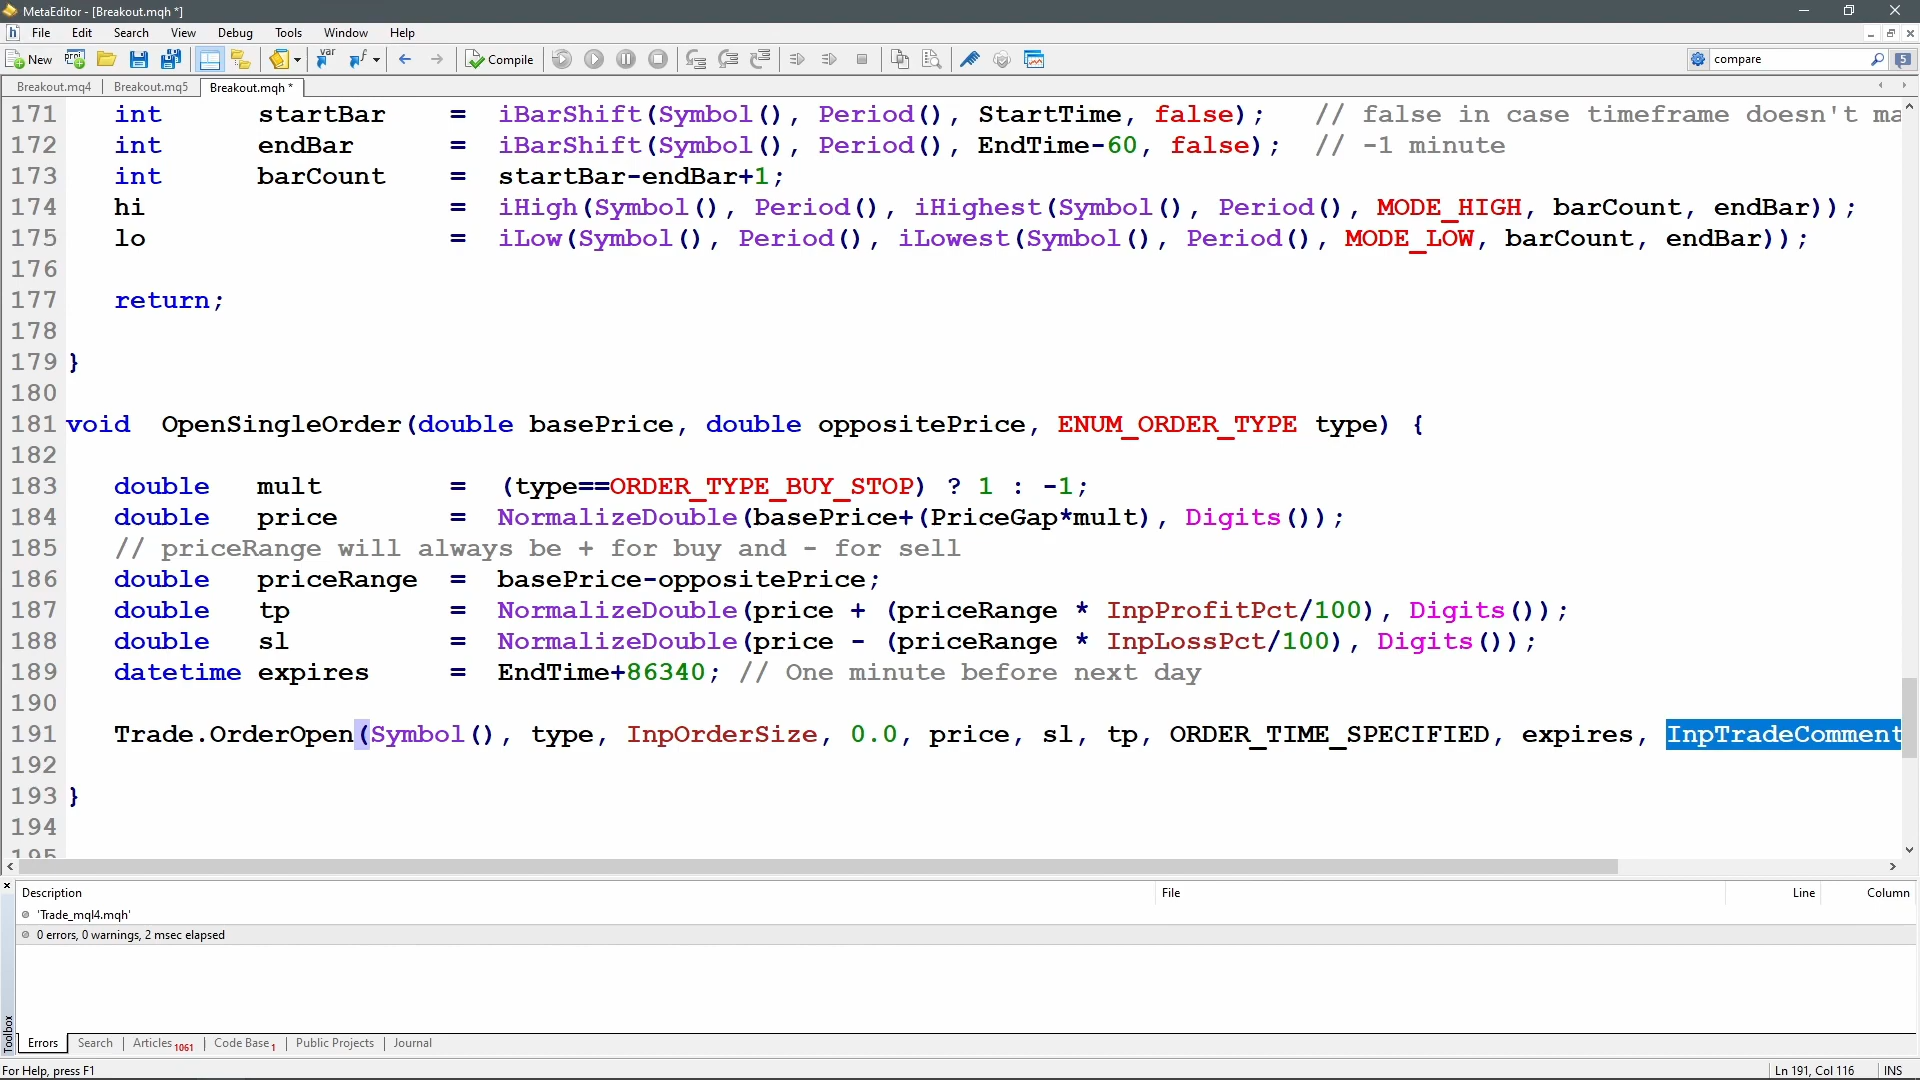 MetaEditor - [Breakout.mqh *]
File Edit Search View Debug Tools Window Help
New Compile compare 5
Breakout.mq4 Breakout.mq5 Breakout.mqh *
171 int startBar = iBarShift(Symbol(), Period(), StartTime, false); // false in case timeframe doesn't ma
172 int endBar = iBarShift(Symbol(), Period(), EndTime-60, false); // -1 minute
173 int barCount = startBar-endBar+1;
174 hi = iHigh(Symbol(), Period(), iHighest(Symbol(), Period(), MODE_HIGH, barCount, endBar));
175 lo = iLow(Symbol(), Period(), iLowest(Symbol(), Period(), MODE_LOW, barCount, endBar));
176
177 return;
178
179 }
180
181 void OpenSingleOrder(double basePrice, double oppositePrice, ENUM_ORDER_TYPE type) {
182
183 double mult = (type==ORDER_TYPE_BUY_STOP) ? 1 : -1;
184 double price = NormalizeDouble(basePrice+(PriceGap*mult), Digits());
185 // priceRange will always be + for buy and - for sell
186 double priceRange = basePrice-oppositePrice;
187 double tp = NormalizeDouble(price + (priceRange * InpProfitPct/100), Digits());
188 double sl = NormalizeDouble(price - (priceRange * InpLossPct/100), Digits());
189 datetime expires = EndTime+86340; // One minute before next day
190
191 Trade.OrderOpen(Symbol(), type, InpOrderSize, 0.0, price, sl, tp, ORDER_TIME_SPECIFIED, expires, InpTradeComment
192
193 }
194
195
Description File Line Column
'Trade_mql4.mqh'
0 errors, 0 warnings, 2 msec elapsed
Toolbox
Errors Search Articles 1061 Code Base 1 Public Projects Journal
For Help, press F1 Ln 191, Col 116 INS